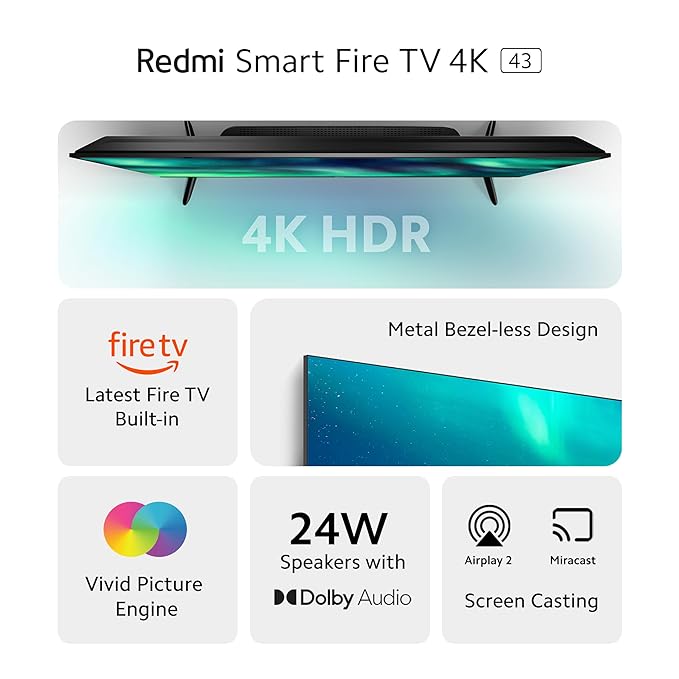 Redmi Smart Fire TV 4K 43
4K HDR
fire tv
Latest Fire TV
Built-in
Metal Bezel-less Design
Vivid Picture
Engine
24W
Speakers with
Dolby Audio
Airplay 2
Miracast
Screen Casting